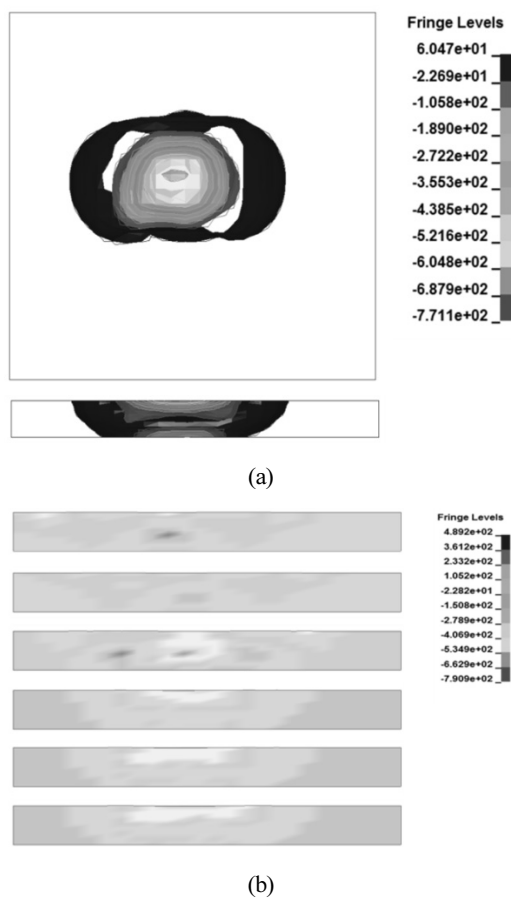 Fringe Levels
6.047e+01
-2.269e+01
-1.058e+02
-1.890e+02
-2.722e+02
-3.553e+02
-4.385e+02
-5.216e+02
-6.048e+02
-6.879e+02
-7.711e+02
(a)
Fringe Levels
4.892e+02
3.612e+02
2.332e+02
1.052e+02
-2.282e+01
-1.508e+02
-2.789e+02
-4.069e+02
-5.349e+02
-6.629e+02
-7.909e+02
(b)